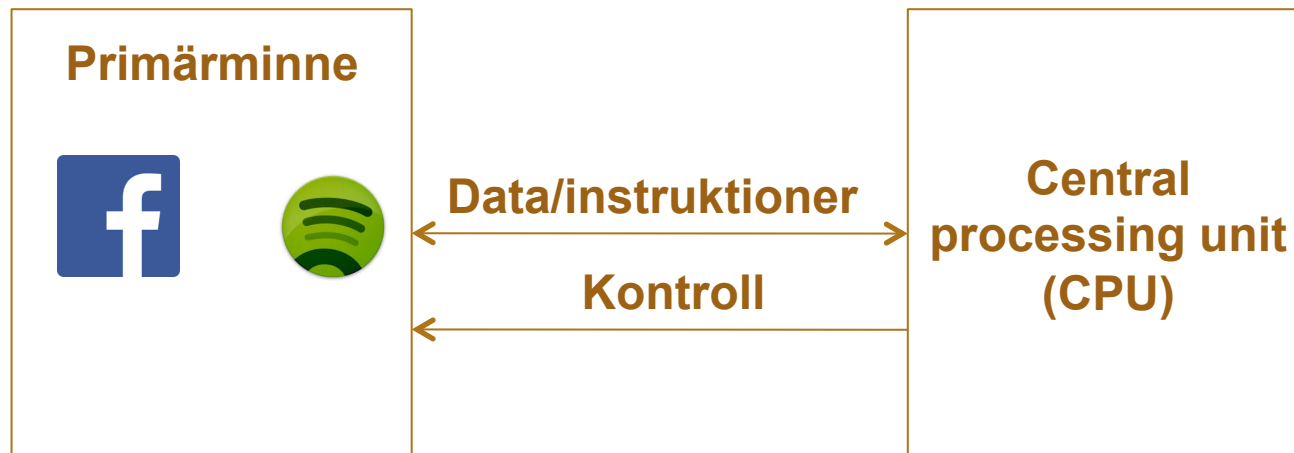 Primärminne
f
Data/instruktioner
Kontroll
Central
processing unit
(CPU)